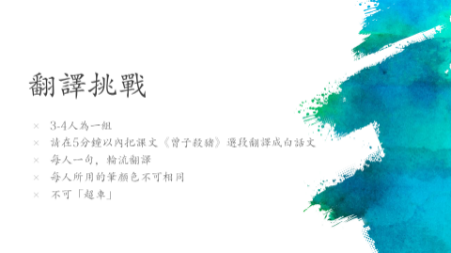 翻譯挑戰
× 3-4人為一組
× 請在5分鐘以內把課文《曾子殺豬》選段翻譯成白話文
× 每人一句，輪流翻譯
× 每人所用的筆顏色不可相同
× 不可「超車」